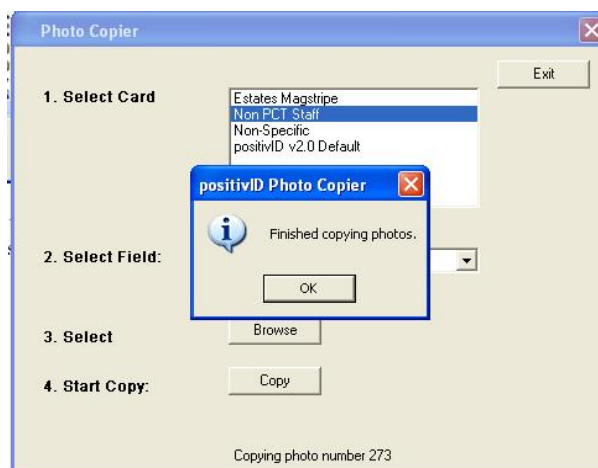 Photo Copier
Exit
1. Select Card
Estates Magstripe
Non PCT Staff
Non-Specific
positivID v2.0 Default
positivID Photo Copier
Finished copying photos.
2. Select Field:
OK
3. Select
Browse
4. Start Copy:
Copy
Copying photo number 273